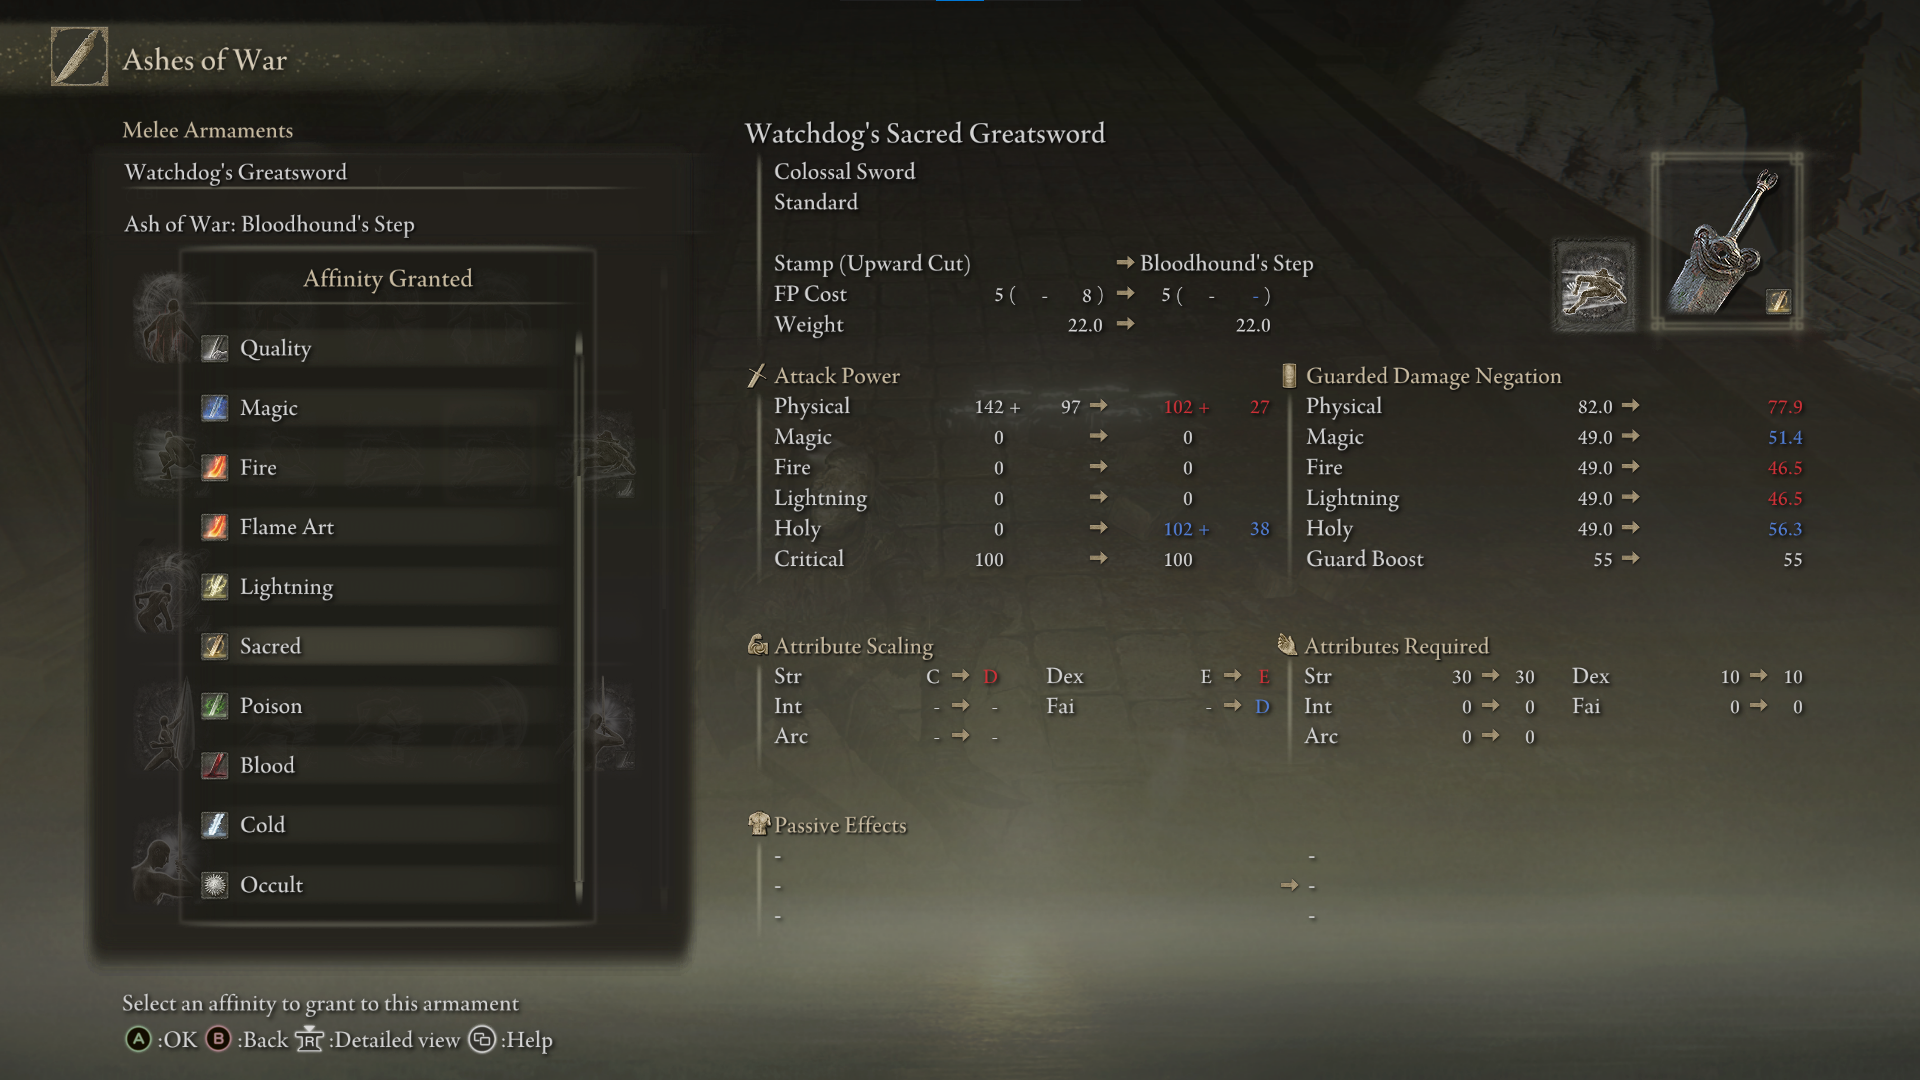 Ashes of War
Melee Armaments
Watchdog's Greatsword
Ash of War: Bloodhound's Step
Affinity Granted
Quality
Magic
Fire
Flame Art
Lightning
Sacred
Poison
Blood
Cold
Occult
Watchdog's Sacred Greatsword
Colossal Sword
Standard
Stamp (Upward Cut) → Bloodhound's Step
FP Cost 5 ( - 8 ) → 5 ( - - )
Weight 22.0 → 22.0
Attack Power
Physical 142 + 97 → 102 + 27
Magic 0 → 0
Fire 0 → 0
Lightning 0 → 0
Holy 0 → 102 + 38
Critical 100 → 100
Guarded Damage Negation
Physical 82.0 → 77.9
Magic 49.0 → 51.4
Fire 49.0 → 46.5
Lightning 49.0 → 46.5
Holy 49.0 → 56.3
Guard Boost 55 → 55
Attribute Scaling
Str C → D Dex E → E
Int - → - Fai - → D
Arc - → -
Attributes Required
Str 30 → 30 Dex 10 → 10
Int 0 → 0 Fai 0 → 0
Arc 0 → 0
Passive Effects
- -
- → -
- -
Select an affinity to grant to this armament
A :OK B :Back R :Detailed view :Help